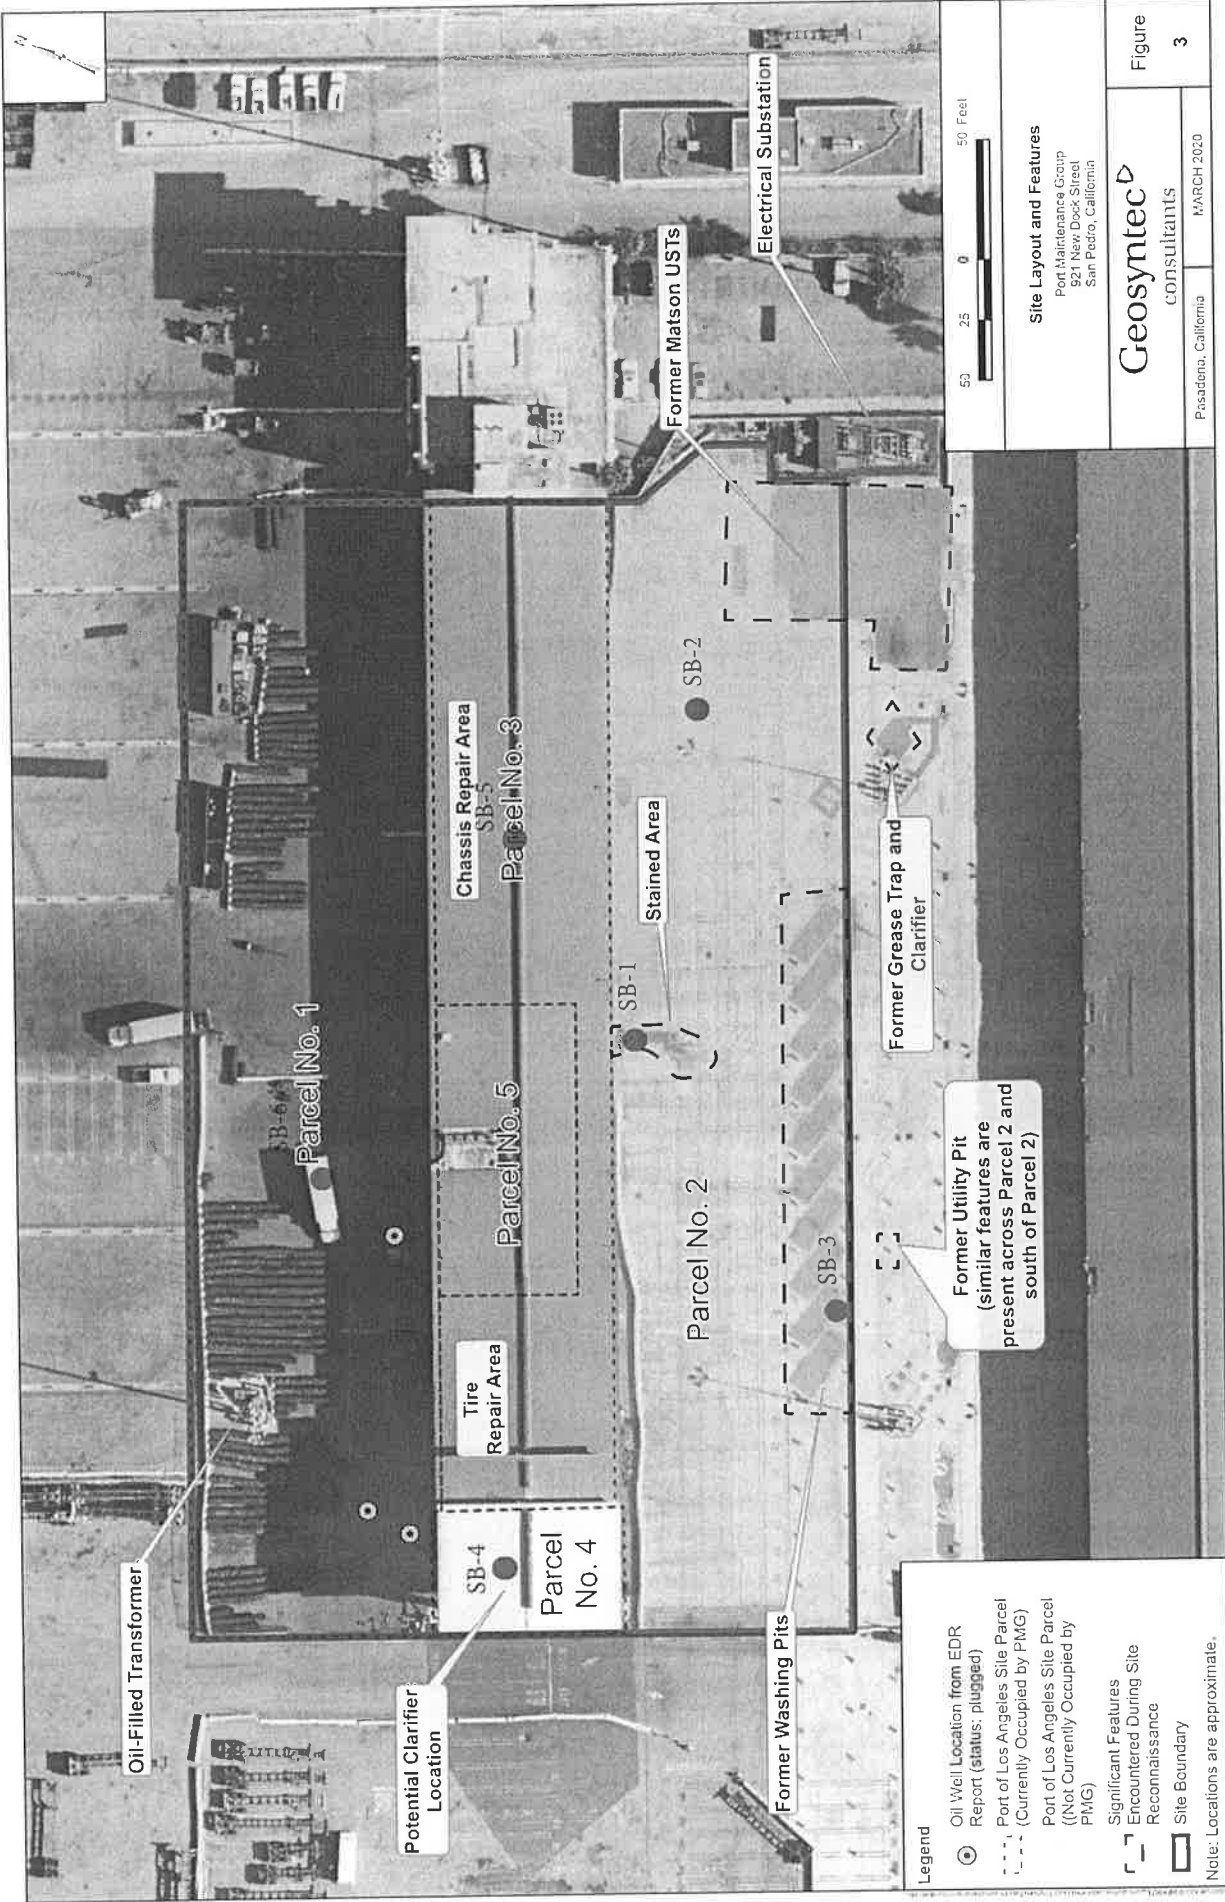 N
Oil-Filled Transformer
Potential Clarifier
Location
SB-4
Parcel
No. 4
Tire
Repair Area
Parcel No. 1
Parcel No. 5
Chassis Repair Area
SB-5
Parcel No. 3
SB-1
Stained Area
SB-2
Parcel No. 2
SB-3
Former Washing Pits
Former Utility Pit
(similar features are
present across Parcel 2 and
south of Parcel 2)
Former Grease Trap and
Clarifier
Former Matson USTs
Electrical Substation
Legend
Oil Well Location from EDR
Report (status: plugged)
Port of Los Angeles Site Parcel
(Currently Occupied by PMG)
Port of Los Angeles Site Parcel
((Not Currently Occupied by
PMG)
Significant Features
Encountered During Site
Reconnaissance
Site Boundary
Note: Locations are approximate.
50 25 0 50 Feet
Site Layout and Features
Port Maintenance Group
921 New Dock Street
San Pedro, California
Geosyntec
consultants
Pasadena, California
MARCH 2020
Figure
3